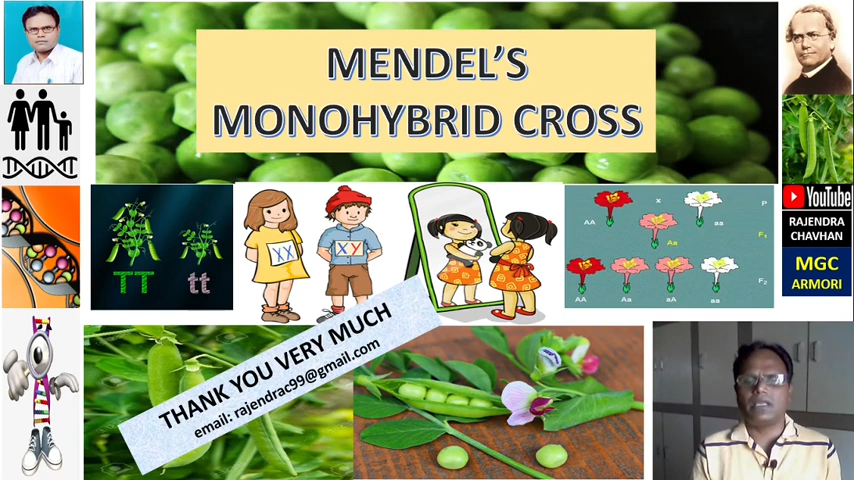 MENDEL'S
MONOHYBRID CROSS
YouTube
RAJENDRA
CHAVHAN
MGC
ARMORI
TT
tt
XX
XY
x
P
AA
aa
F1
Aa
F2
AA
Aa
aA
aa
THANK YOU VERY MUCH
email: rajendrac99@gmail.com